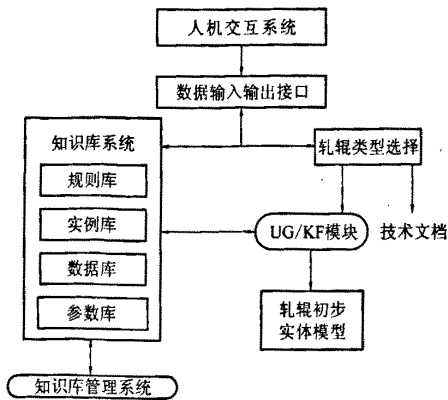 人机交互系统
数据输入输出接口
知识库系统
规则库
实例库
数据库
参数库
知识库管理系统
轧辊类型选择
UG/KF模块
技术文档
轧辊初步
实体模型